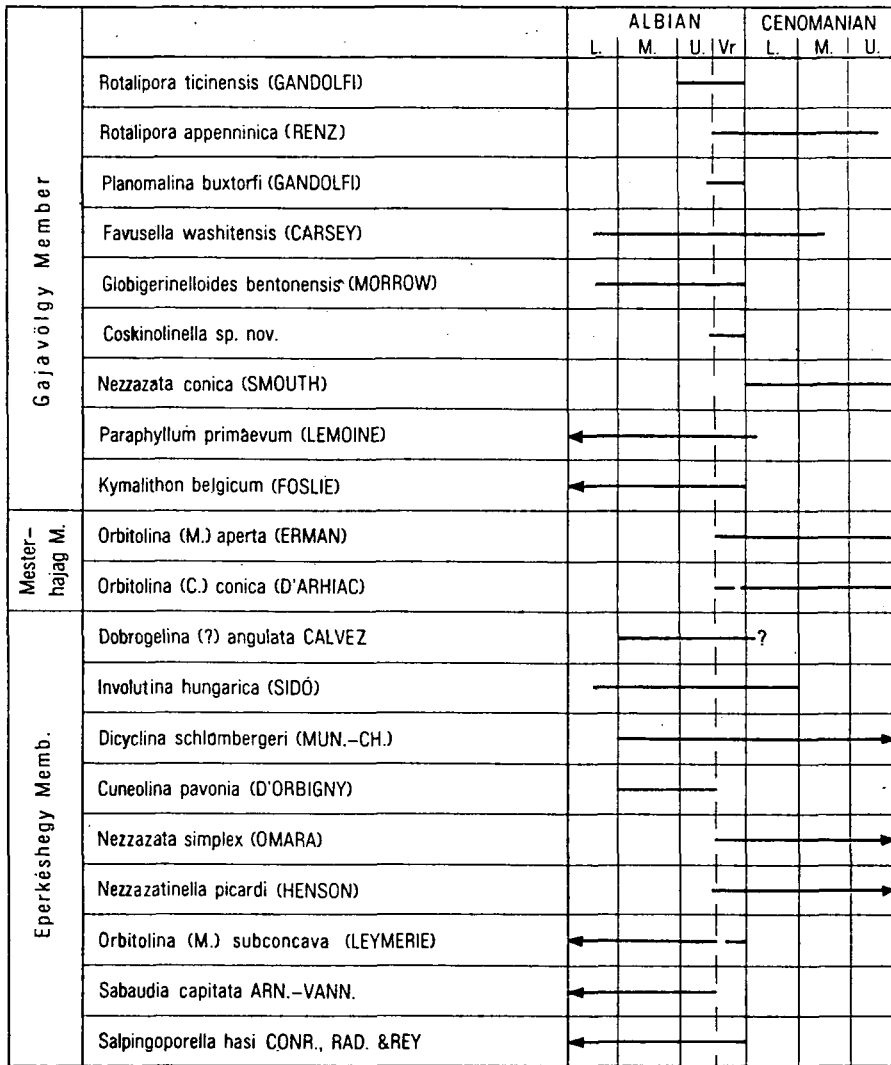 ALBIAN CENOMANIAN
L. M. U. Vr L. M. U.
Gajavölgy Member
Rotalipora ticinensis (GANDOLFI)
Rotalipora appenninica (RENZ)
Planomalina buxtorfi (GANDOLFI)
Favusella washitensis (CARSEY)
Globigerinelloides bentonensis (MORROW)
Coskinolinella sp. nov.
Nezzazata conica (SMOUTH)
Paraphyllum primaevum (LEMOINE)
Kymalithon belgicum (FOSLIE)
Mester-
hajag M.
Orbitolina (M.) aperta (ERMAN)
Orbitolina (C.) conica (D'ARHIAC)
Eperkéshegy Memb.
Dobrogelina (?) angulata CALVEZ ?
Involutina hungarica (SIDÓ)
Dicyclina schlombergeri (MUN.-CH.)
Cuneolina pavonia (D'ORBIGNY)
Nezzazata simplex (OMARA)
Nezzazatinella picardi (HENSON)
Orbitolina (M.) subconcava (LEYMERIE)
Sabaudia capitata ARN.-VANN.
Salpingoporella hasi CONR., RAD. &REY